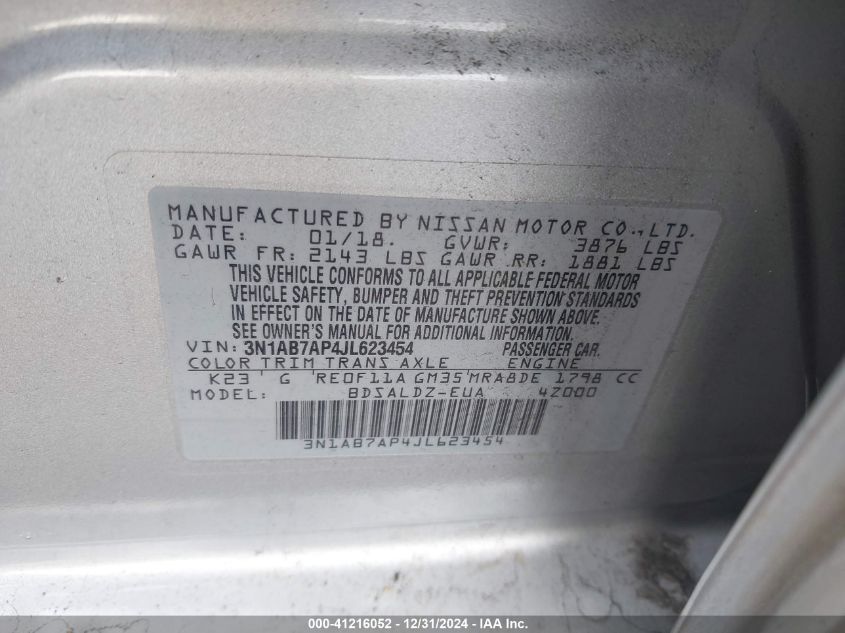 MANUFACTURED BY NISSAN MOTOR CO., LTD.
DATE: 01/18. GVWR: 3876 LBS
GAWR FR: 2143 LBS GAWR RR: 1881 LBS
THIS VEHICLE CONFORMS TO ALL APPLICABLE FEDERAL MOTOR
VEHICLE SAFETY, BUMPER AND THEFT PREVENTION STANDARDS
IN EFFECT ON THE DATE OF MANUFACTURE SHOWN ABOVE.
SEE OWNER'S MANUAL FOR ADDITIONAL INFORMATION.
VIN: 3N1AB7AP4JL623454 PASSENGER CAR.
COLOR TRIM TRANS AXLE ENGINE
K23 G RE0F11A GM35 MRA8DE 1798 CC
MODEL: BDSALDZ-EUA 4Z000
3N1AB7AP4JL623454
000-41216052 - 12/31/2024 - IAA Inc.